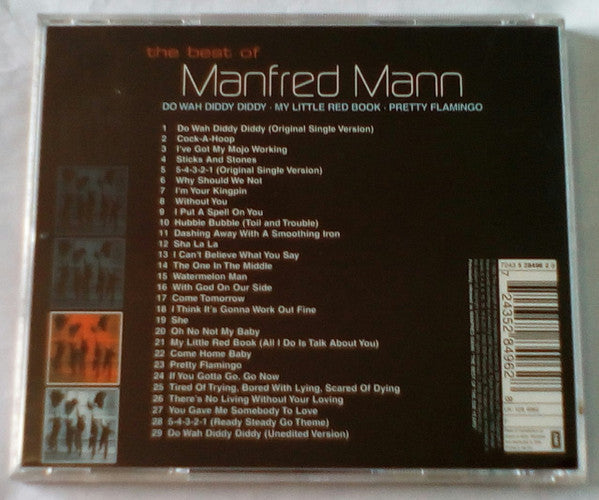 the best of
Manfred Mann
DO WAH DIDDY DIDDY · MY LITTLE RED BOOK · PRETTY FLAMINGO
1 Do Wah Diddy Diddy (Original Single Version)
2 Cock-A-Hoop
3 I've Got My Mojo Working
4 Sticks And Stones
5 5-4-3-2-1 (Original Single Version)
6 Why Should We Not
7 I'm Your Kingpin
8 Without You
9 I Put A Spell On You
10 Hubble Bubble (Toil and Trouble)
11 Dashing Away With A Smoothing Iron
12 Sha La La
13 I Can't Believe What You Say
14 The One In The Middle
15 Watermelon Man
16 With God On Our Side
17 Come Tomorrow
18 I Think It's Gonna Work Out Fine
19 She
20 Oh No Not My Baby
21 My Little Red Book (All I Do Is Talk About You)
22 Come Home Baby
23 Pretty Flamingo
24 If You Gotta Go, Go Now
25 Tired Of Trying, Bored With Lying, Scared Of Dying
26 There's No Living Without Your Loving
27 You Gave Me Somebody To Love
28 5-4-3-2-1 (Ready Steady Go Theme)
29 Do Wah Diddy Diddy (Unedited Version)
7243 5 28496 2 8
7 24352 84962 8